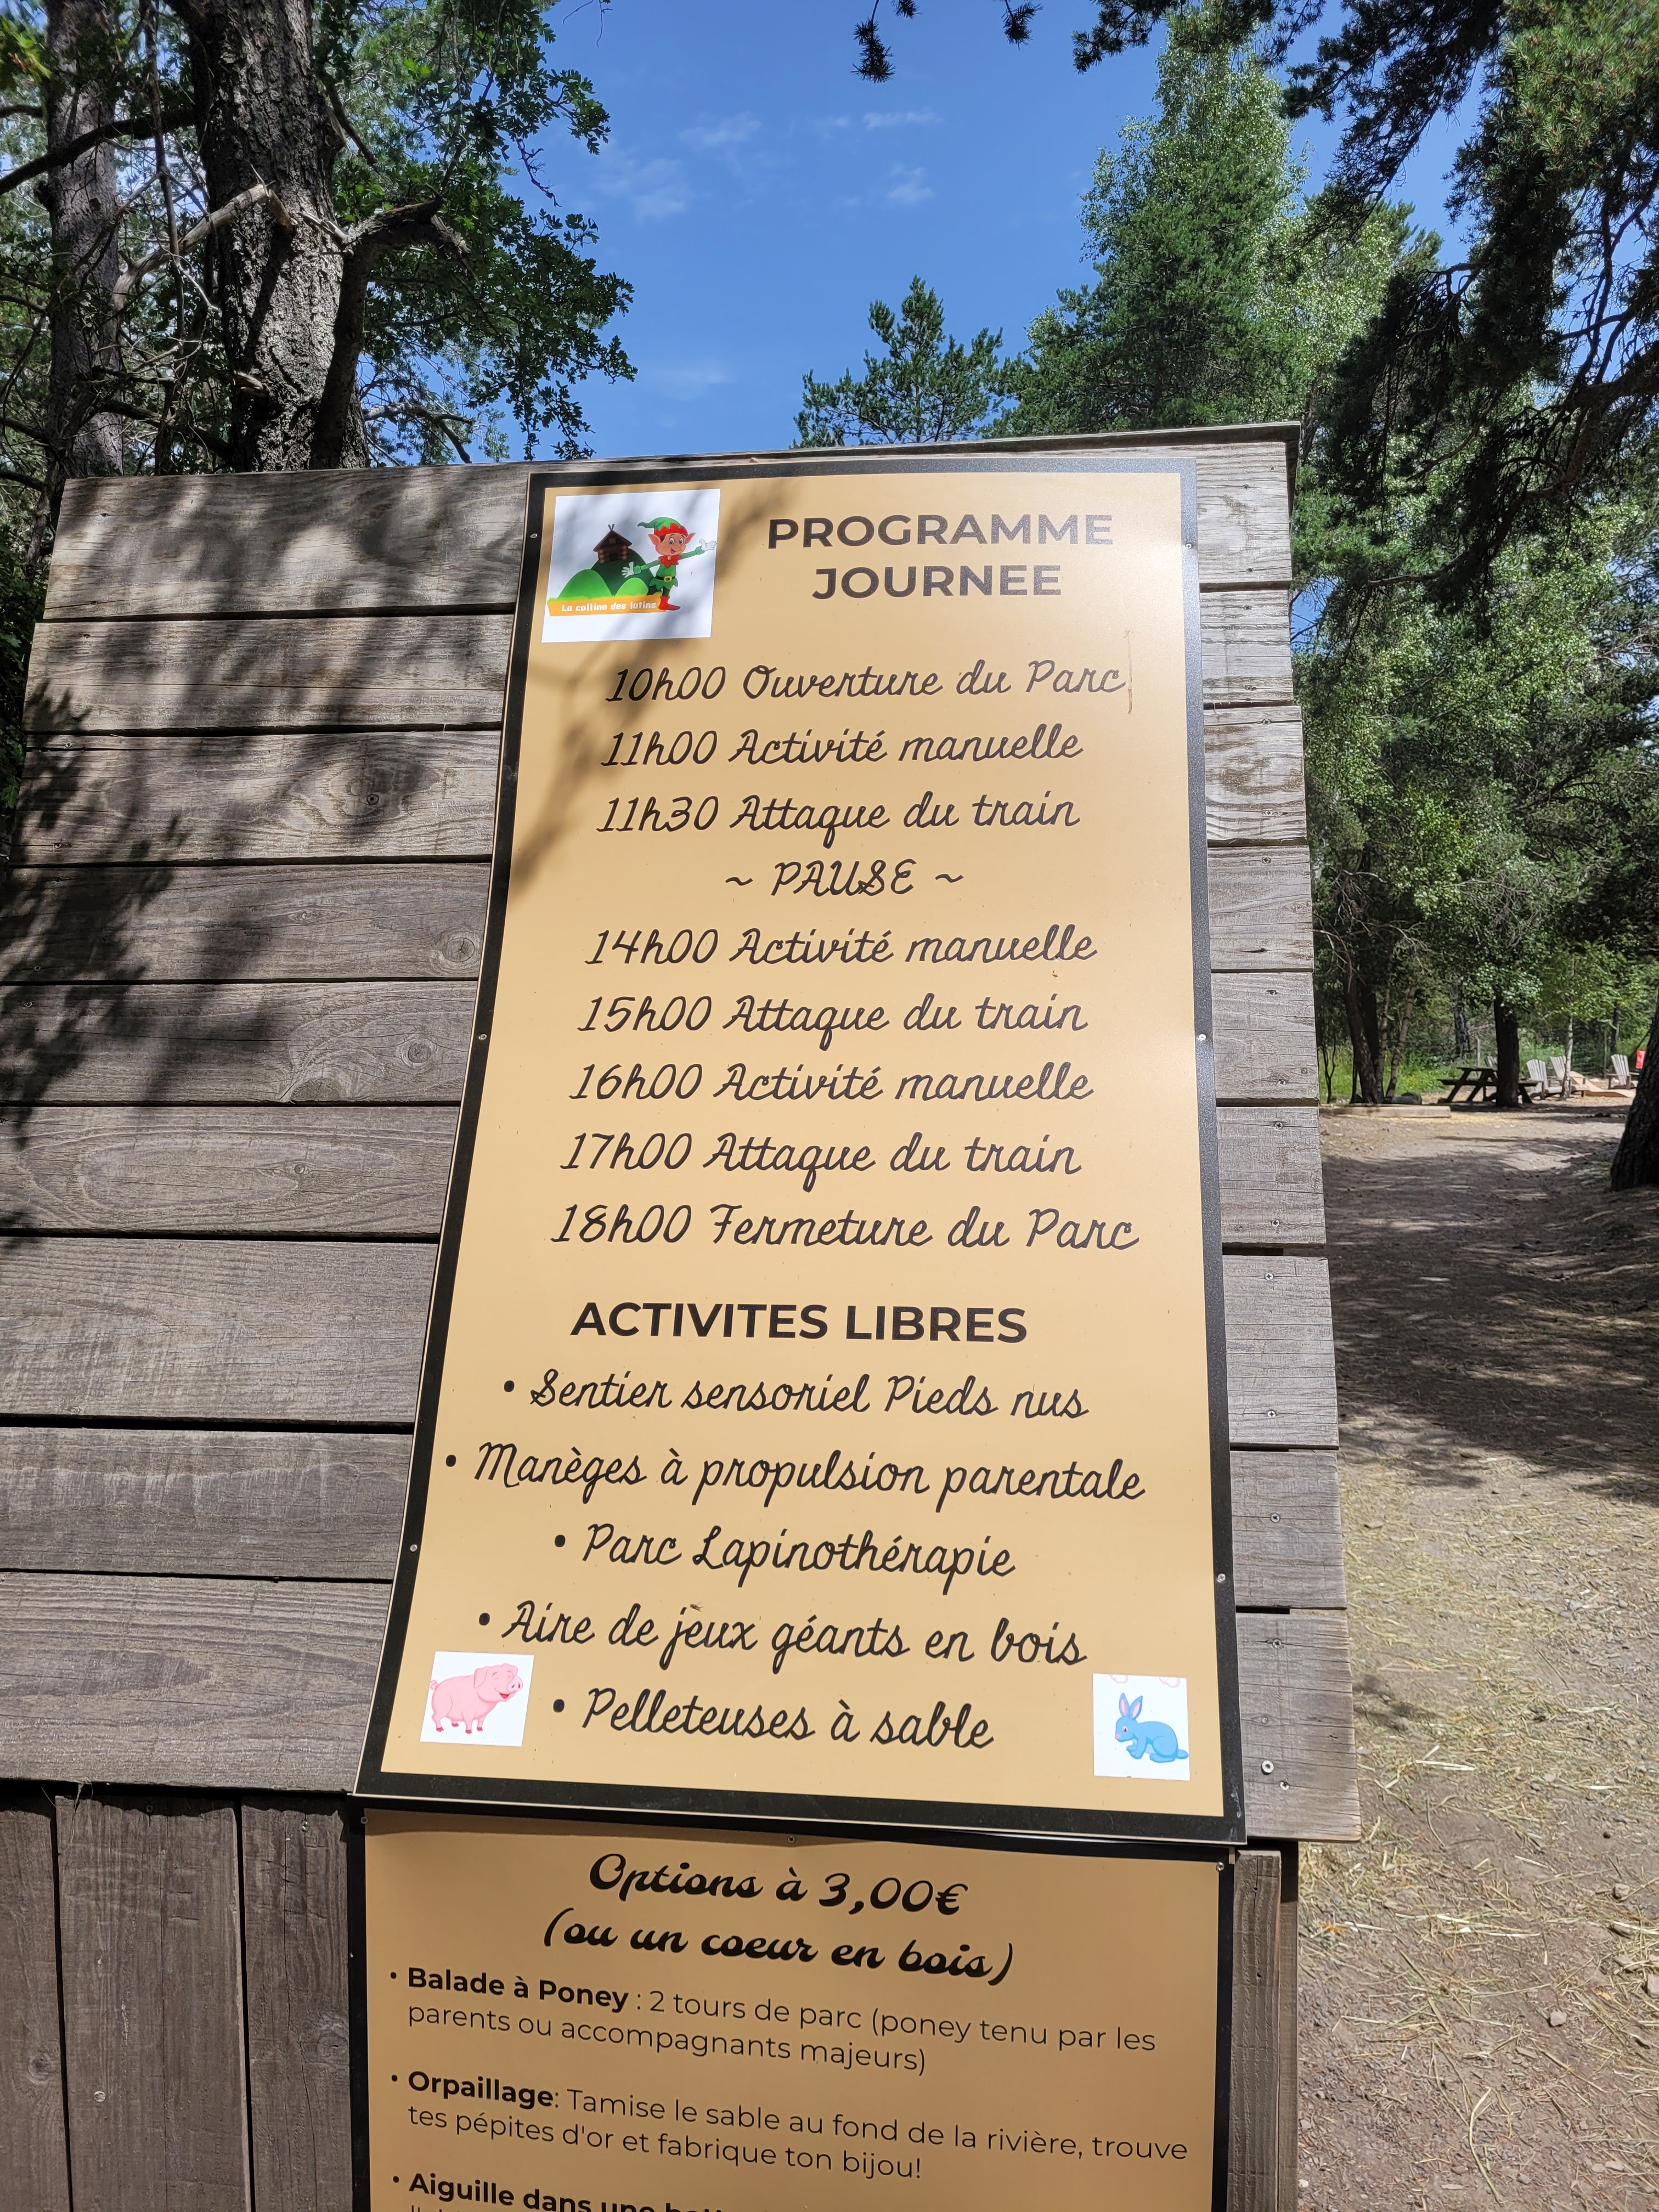 La colline des lutins
PROGRAMME
JOURNEE
10h00 Ouverture du Parc
11h00 Activité manuelle
11h30 Attaque du train
~ PAUSE ~
14h00 Activité manuelle
15h00 Attaque du train
16h00 Activité manuelle
17h00 Attaque du train
18h00 Fermeture du Parc
ACTIVITES LIBRES
• Sentier sensoriel Pieds nus
• Manèges à propulsion parentale
• Parc Lapinothérapie
• Aire de jeux géants en bois
• Pelleteuses à sable
Options à 3,00€
(ou un coeur en bois)
• Balade à Poney : 2 tours de parc (poney tenu par les
parents ou accompagnants majeurs)
• Orpaillage: Tamise le sable au fond de la rivière, trouve
tes pépites d'or et fabrique ton bijou!
• Aiguille dans une